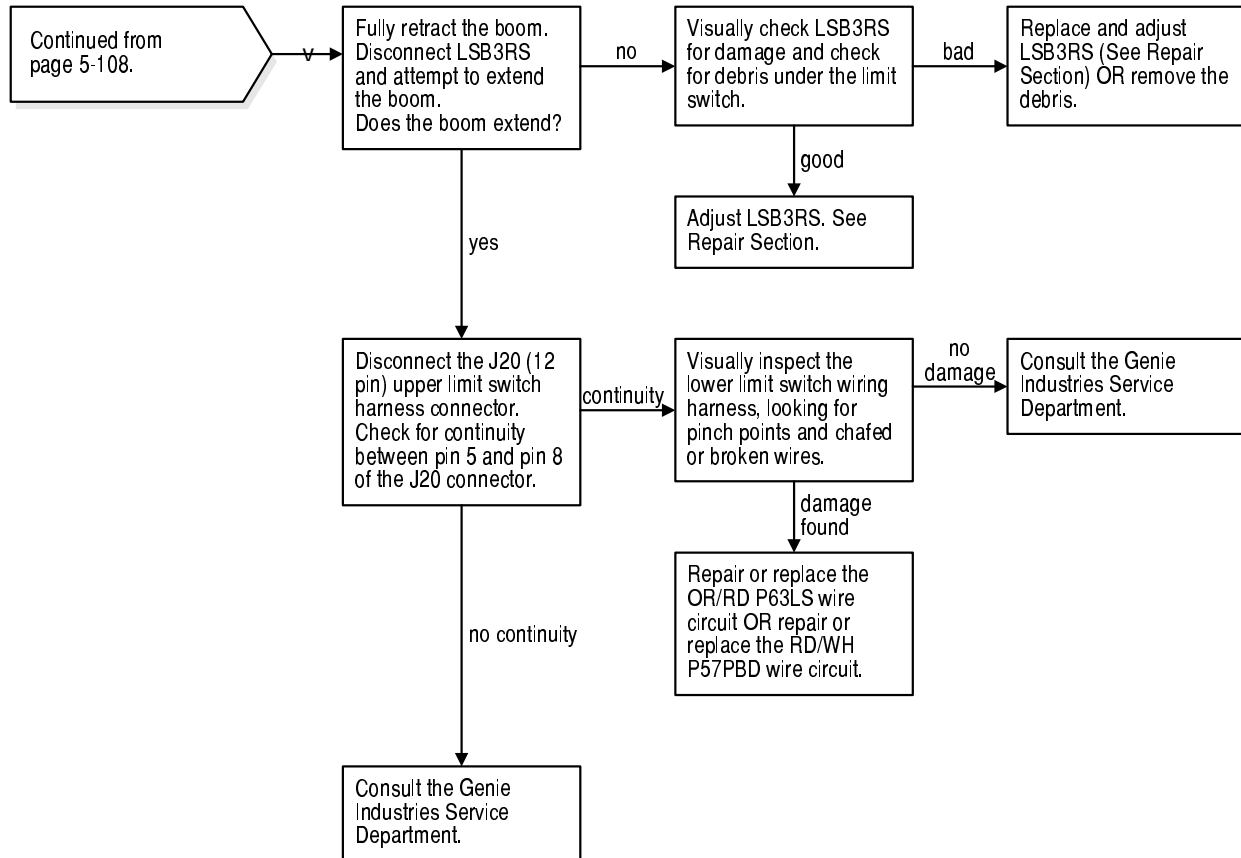 Continued from
page 5-108.
v
Fully retract the boom.
Disconnect LSB3RS
and attempt to extend
the boom.
Does the boom extend?
no
Visually check LSB3RS
for damage and check
for debris under the limit
switch.
bad
Replace and adjust
LSB3RS (See Repair
Section) OR remove the
debris.
good
Adjust LSB3RS. See
Repair Section.
yes
Disconnect the J20 (12
pin) upper limit switch
harness connector.
Check for continuity
between pin 5 and pin 8
of the J20 connector.
continuity
Visually inspect the
lower limit switch wiring
harness, looking for
pinch points and chafed
or broken wires.
no
damage
Consult the Genie
Industries Service
Department.
damage
found
Repair or replace the
OR/RD P63LS wire
circuit OR repair or
replace the RD/WH
P57PBD wire circuit.
no continuity
Consult the Genie
Industries Service
Department.